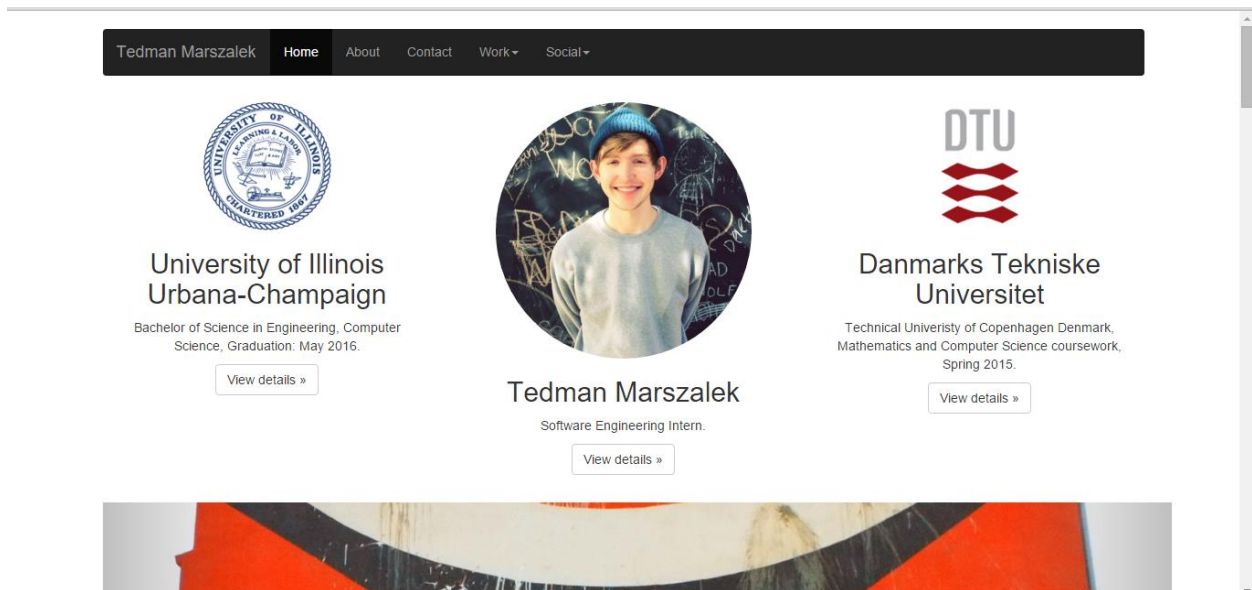 Tedman Marszalek Home About Contact Work Social
UNIVERSITY OF ILLINOIS
LEARNING & LABOR
CHARTERED 1867
University of Illinois
Urbana-Champaign
Bachelor of Science in Engineering, Computer
Science, Graduation: May 2016.
View details »
Tedman Marszalek
Software Engineering Intern.
View details »
DTU
Danmarks Tekniske
Universitet
Technical Univeristy of Copenhagen Denmark,
Mathematics and Computer Science coursework,
Spring 2015.
View details »